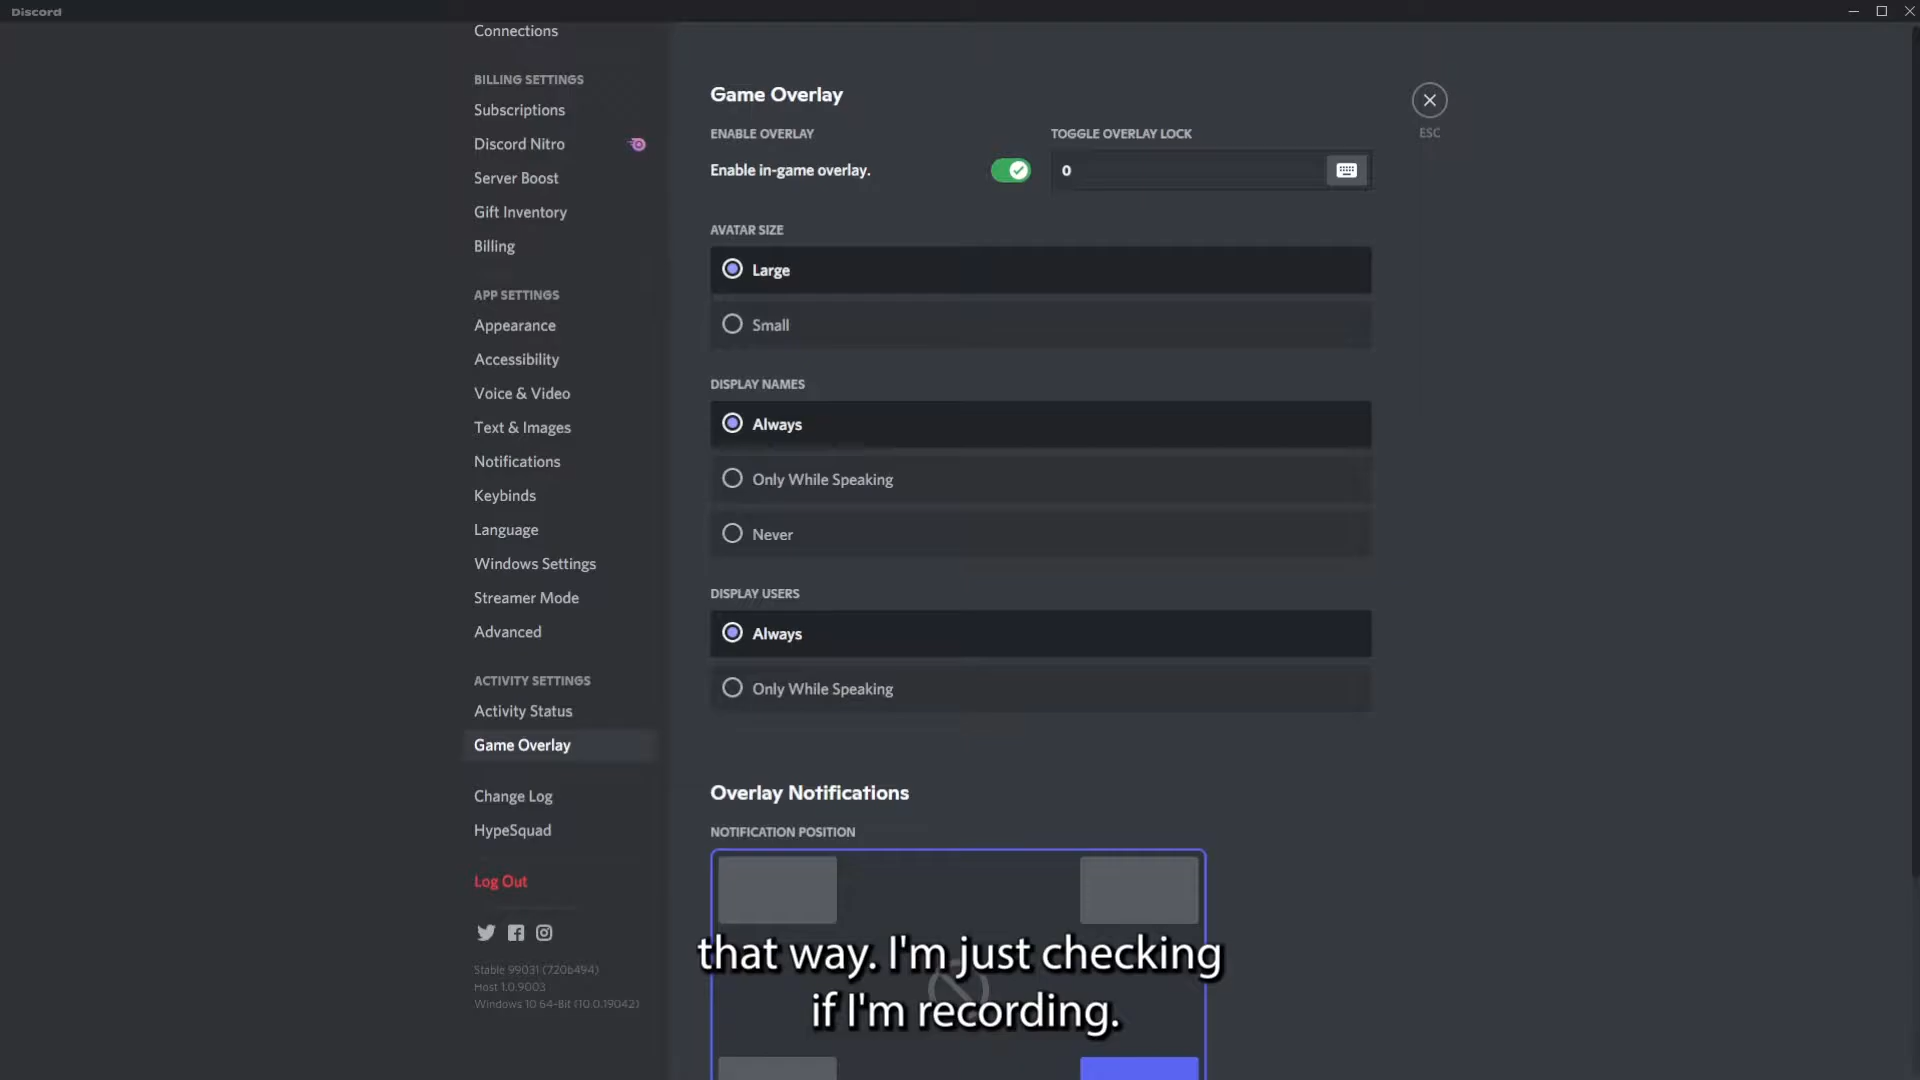 Discord
Connections
BILLING SETTINGS
Subscriptions
Discord Nitro
Server Boost
Gift Inventory
Billing
APP SETTINGS
Appearance
Accessibility
Voice & Video
Text & Images
Notifications
Keybinds
Language
Windows Settings
Streamer Mode
Advanced
ACTIVITY SETTINGS
Activity Status
Game Overlay
Change Log
HypeSquad
Log Out
Stable 99031 (720b494)
Host 1.0.9003
Windows 10 64-Bit (10.0.19042)
Game Overlay
ENABLE OVERLAY
Enable in-game overlay.
TOGGLE OVERLAY LOCK
0
ESC
AVATAR SIZE
Large
Small
DISPLAY NAMES
Always
Only While Speaking
Never
DISPLAY USERS
Always
Only While Speaking
Overlay Notifications
NOTIFICATION POSITION
that way. I'm just checking
if I'm recording.